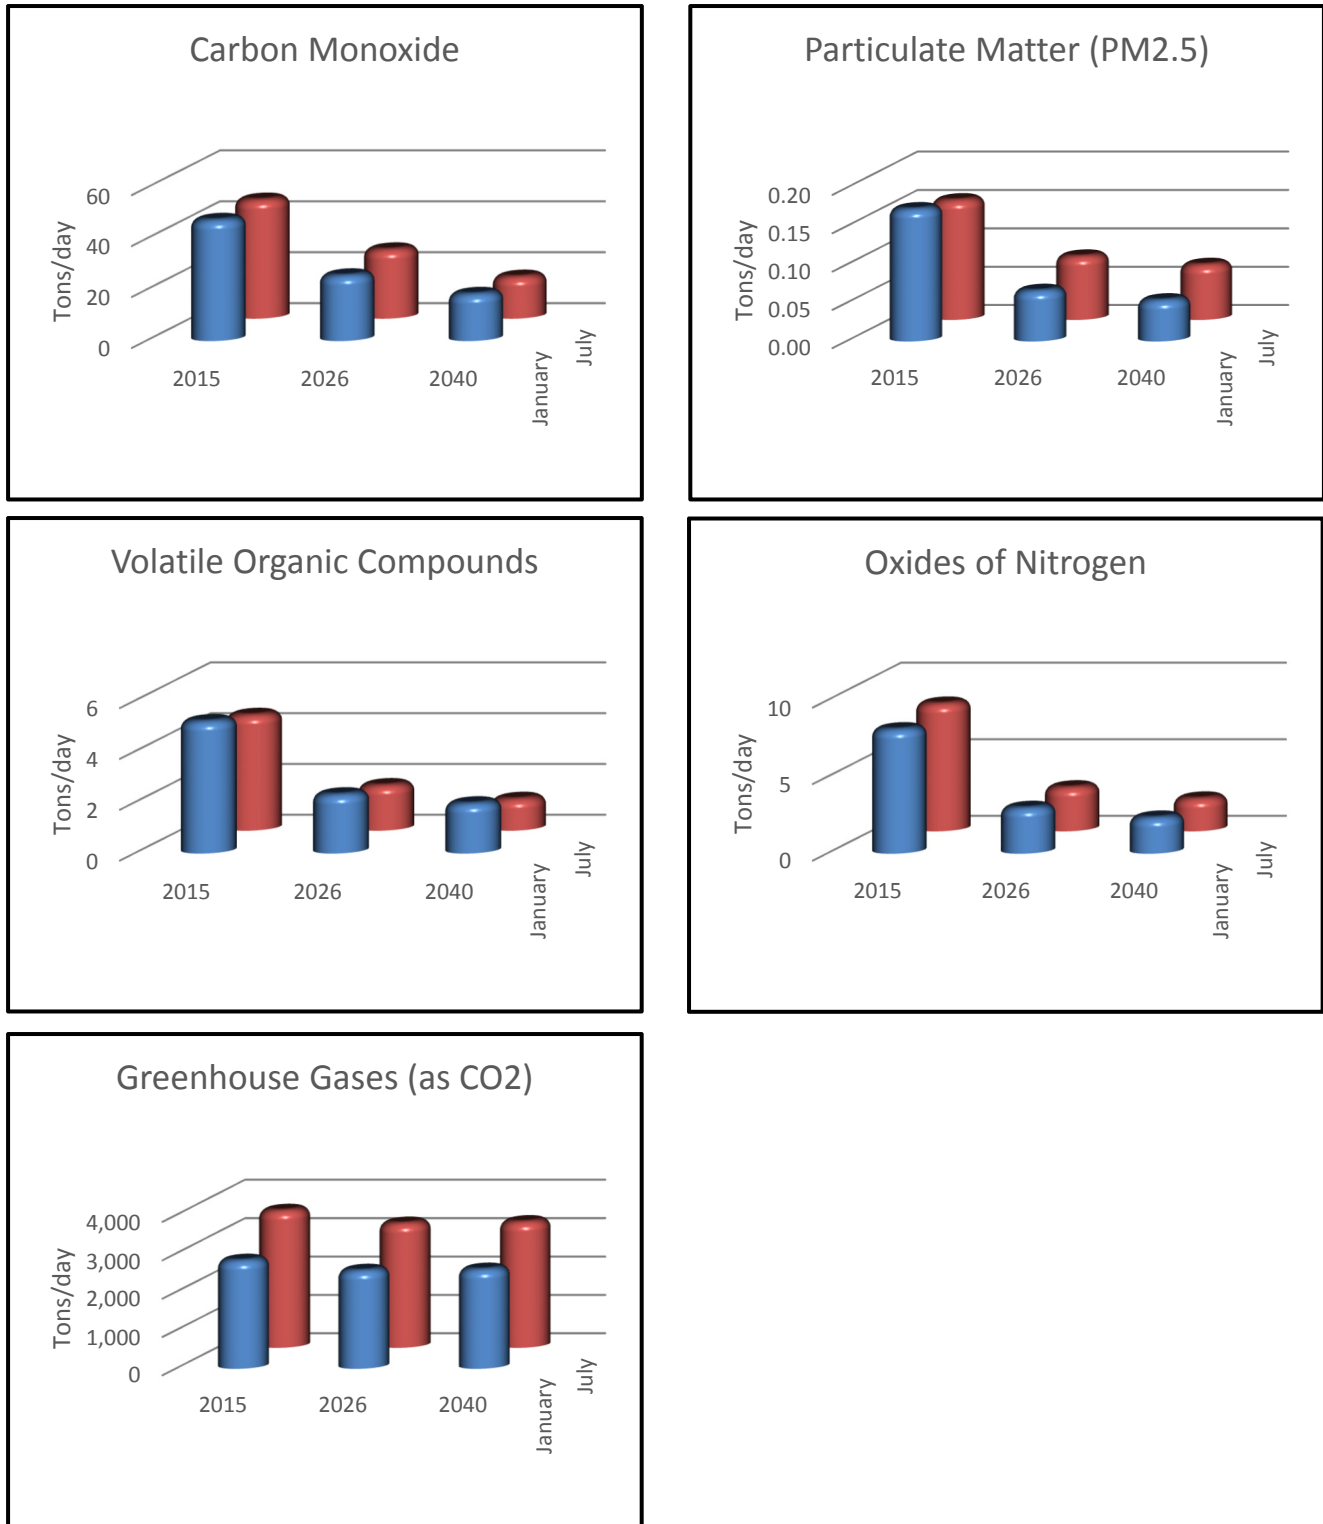 Carbon Monoxide
60
40
20
0
Tons/day
2015
2026
2040
January
July
Particulate Matter (PM2.5)
0.20
0.15
0.10
0.05
0.00
Tons/day
2015
2026
2040
January
July
Volatile Organic Compounds
6
4
2
0
Tons/day
2015
2026
2040
January
July
Oxides of Nitrogen
10
5
0
Tons/day
2015
2026
2040
January
July
Greenhouse Gases (as CO2)
4,000
3,000
2,000
1,000
0
Tons/day
2015
2026
2040
January
July